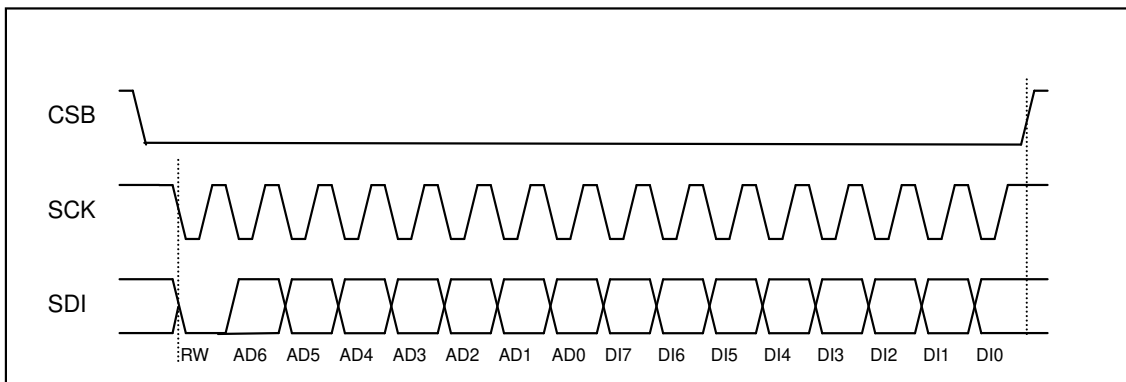 CSB
SCK
SDI
RW AD6 AD5 AD4 AD3 AD2 AD1 AD0 DI7 DI6 DI5 DI4 DI3 DI2 DI1 DI0